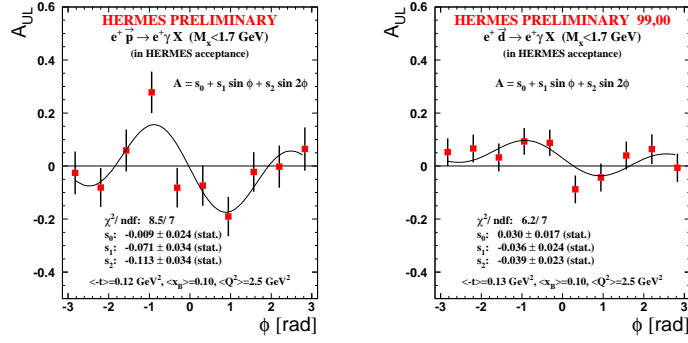 A_UL
HERMES PRELIMINARY
e⁺ p⃗ → e⁺ γ X (M_x<1.7 GeV)
(in HERMES acceptance)
A = s₀ + s₁ sin ϕ + s₂ sin 2ϕ
0.6
0.4
0.2
0
-0.2
-0.4
χ²/ ndf: 8.5/ 7
s₀: -0.009 ± 0.024 (stat.)
s₁: -0.071 ± 0.034 (stat.)
s₂: -0.113 ± 0.034 (stat.)
<-t>=0.12 GeV², <x_B>=0.10, <Q²>=2.5 GeV²
-3 -2 -1 0 1 2 3
ϕ [rad]
A_UL
HERMES PRELIMINARY 99,00
e⁺ d⃗ → e⁺ γ X (M_x<1.7 GeV)
(in HERMES acceptance)
A = s₀ + s₁ sin ϕ + s₂ sin 2ϕ
0.6
0.4
0.2
0
-0.2
-0.4
χ²/ ndf: 6.2/ 7
s₀: 0.030 ± 0.017 (stat.)
s₁: -0.036 ± 0.024 (stat.)
s₂: -0.039 ± 0.023 (stat.)
<-t>=0.13 GeV², <x_B>=0.10, <Q²>=2.5 GeV²
-3 -2 -1 0 1 2 3
ϕ [rad]